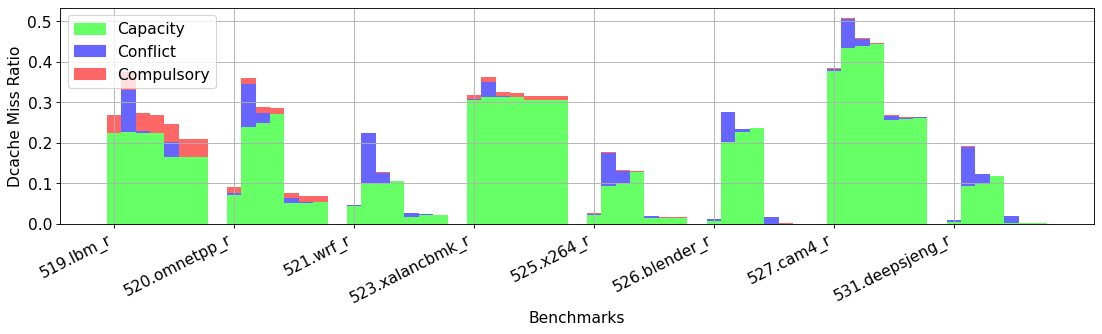 Capacity
Conflict
Compulsory
Dcache Miss Ratio
0.5
0.4
0.3
0.2
0.1
0.0
519.lbm_r
520.omnetpp_r
521.wrf_r
523.xalancbmk_r
525.x264_r
526.blender_r
527.cam4_r
531.deepsjeng_r
Benchmarks